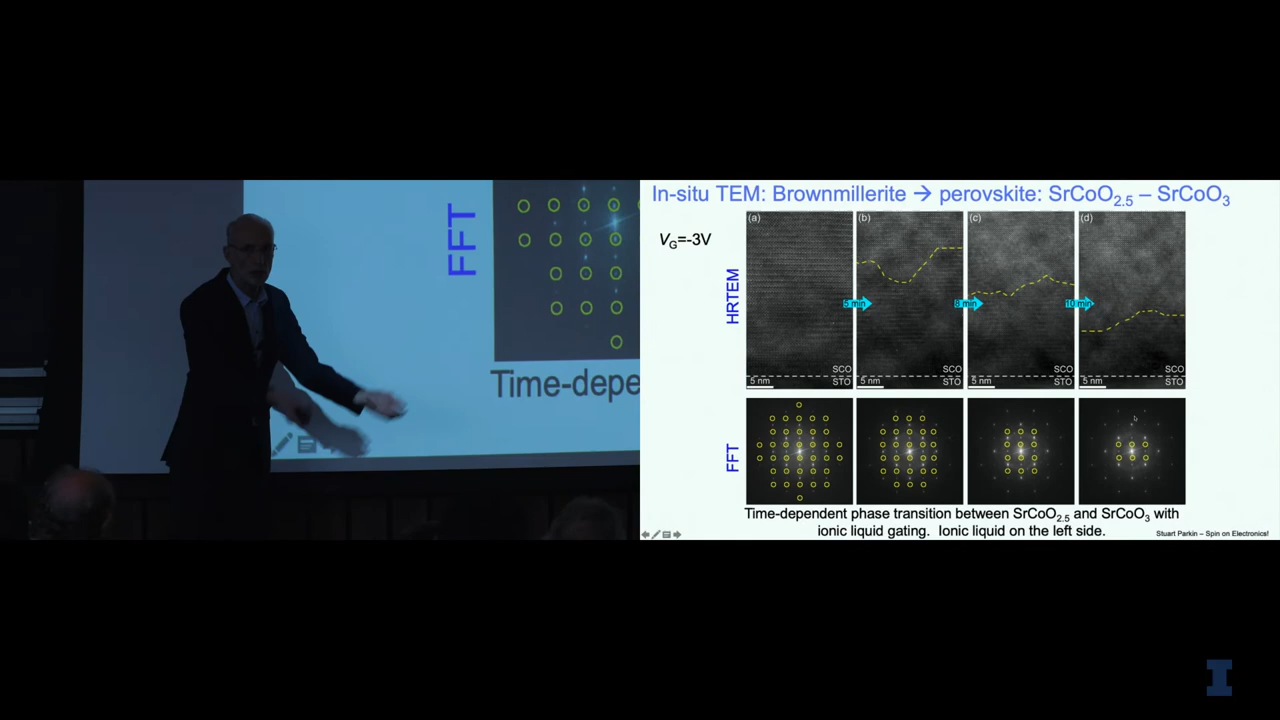 FFT
Time-depe
In-situ TEM: Brownmillerite → perovskite: SrCoO2.5 – SrCoO3
VG=-3V
(a)
(b)
(c)
(d)
HRTEM
5 min
8 min
10 min
SCO
SCO
SCO
SCO
5 nm
STO
5 nm
STO
5 nm
STO
5 nm
STO
FFT
Time-dependent phase transition between SrCoO2.5 and SrCoO3 with
ionic liquid gating. Ionic liquid on the left side.
Stuart Parkin – Spin on Electronics!
I